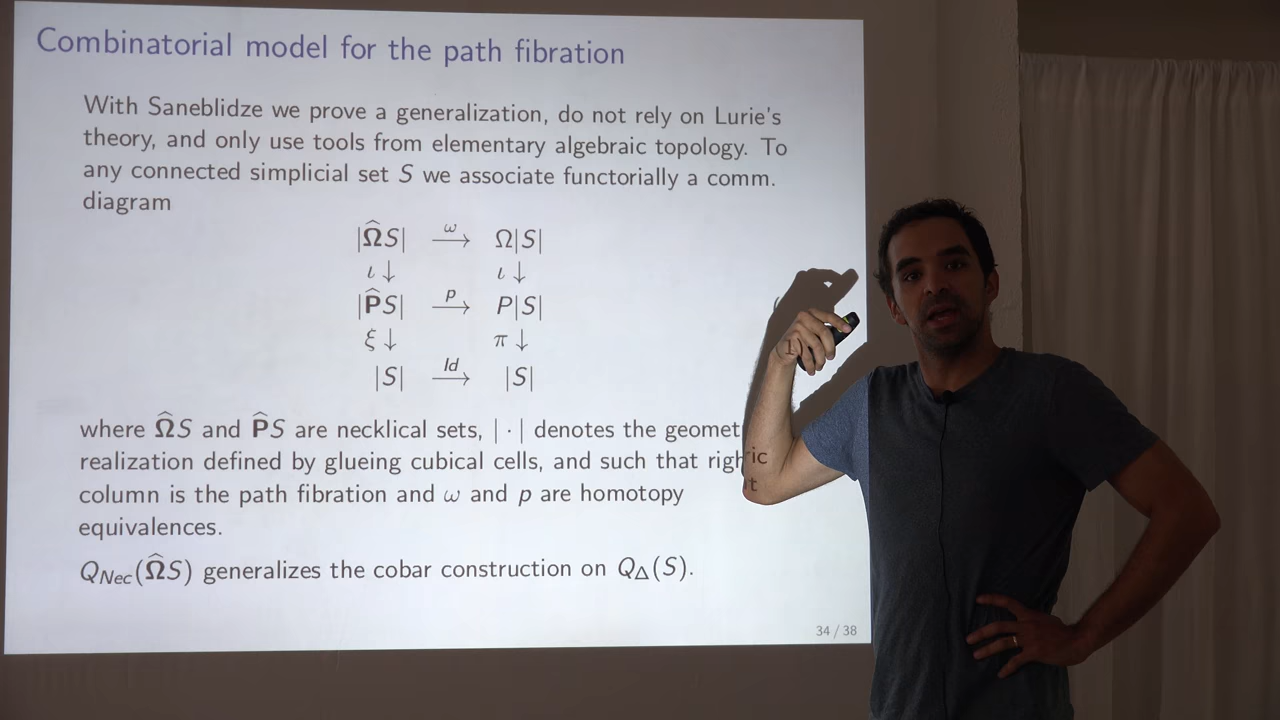 Combinatorial model for the path fibration
With Saneblidze we prove a generalization, do not rely on Lurie's
theory, and only use tools from elementary algebraic topology. To
any connected simplicial set S we associate functorially a comm.
diagram
|Ω̂S| ω⟶ Ω|S|
ι ↓ ι ↓
|P̂S| p⟶ P|S|
ξ ↓ π ↓
|S| Id⟶ |S|
where Ω̂S and P̂S are necklical sets, | · | denotes the geometric
realization defined by glueing cubical cells, and such that right
column is the path fibration and ω and p are homotopy
equivalences.
Q_Nec(Ω̂S) generalizes the cobar construction on Q_Δ(S).
34 / 38